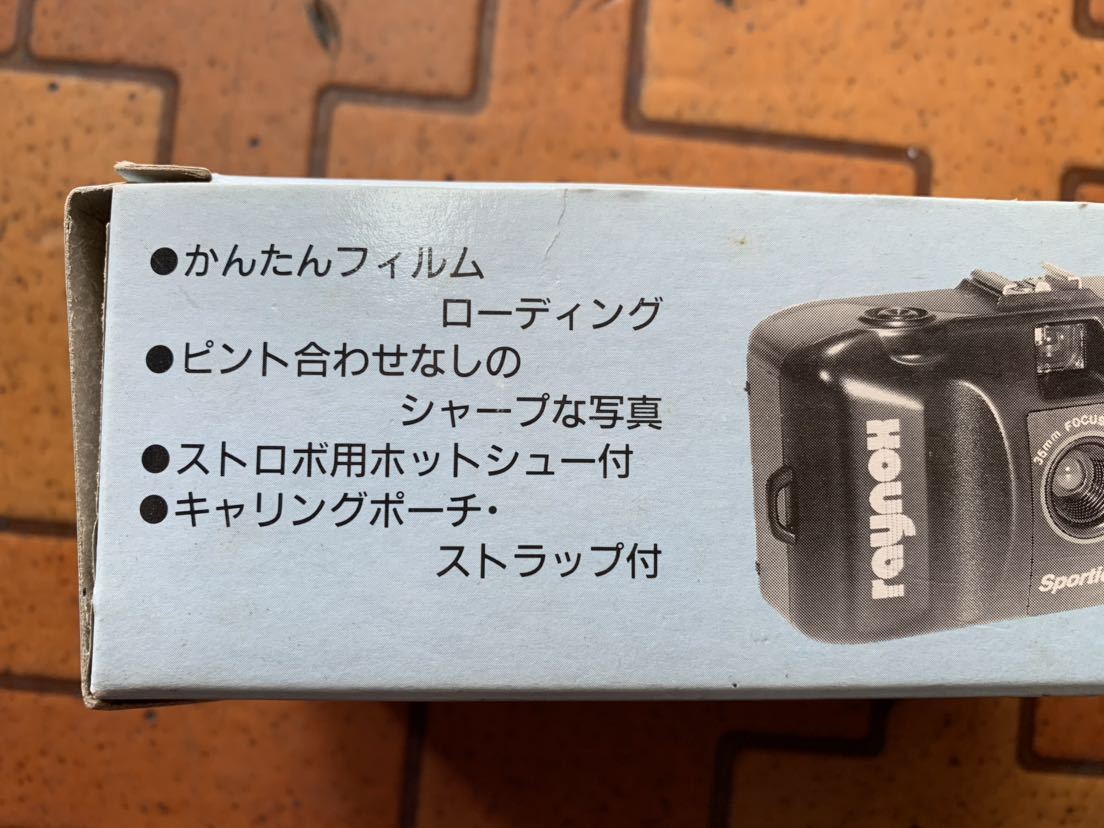 ●かんたんフィルム
ローディング
●ピント合わせなしの
シャープな写真
●ストロボ用ホットシュー付
●キャリングポーチ・
ストラップ付
raynox
35mm FOCUS